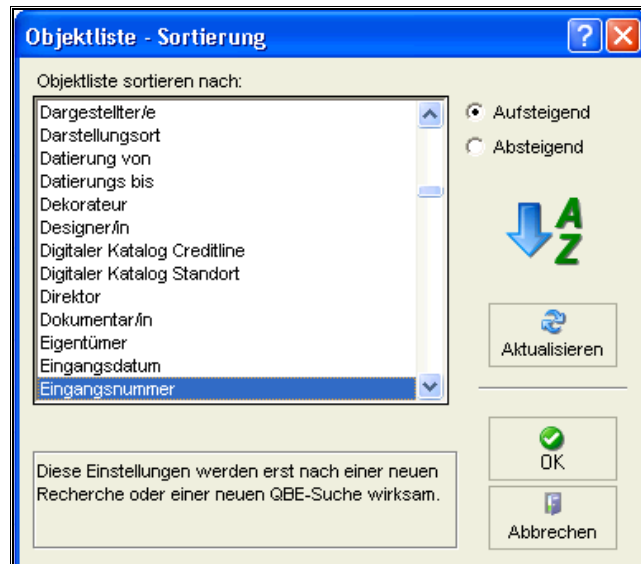 Objektliste - Sortierung
Objektliste sortieren nach:
Dargestellter/e
Darstellungsort
Datierung von
Datierungs bis
Dekorateur
Designer/in
Digitaler Katalog Creditline
Digitaler Katalog Standort
Direktor
Dokumentar/in
Eigentümer
Eingangsdatum
Eingangsnummer
Aufsteigend
Absteigend
A
Z
Aktualisieren
Diese Einstellungen werden erst nach einer neuen
Recherche oder einer neuen QBE-Suche wirksam.
OK
Abbrechen